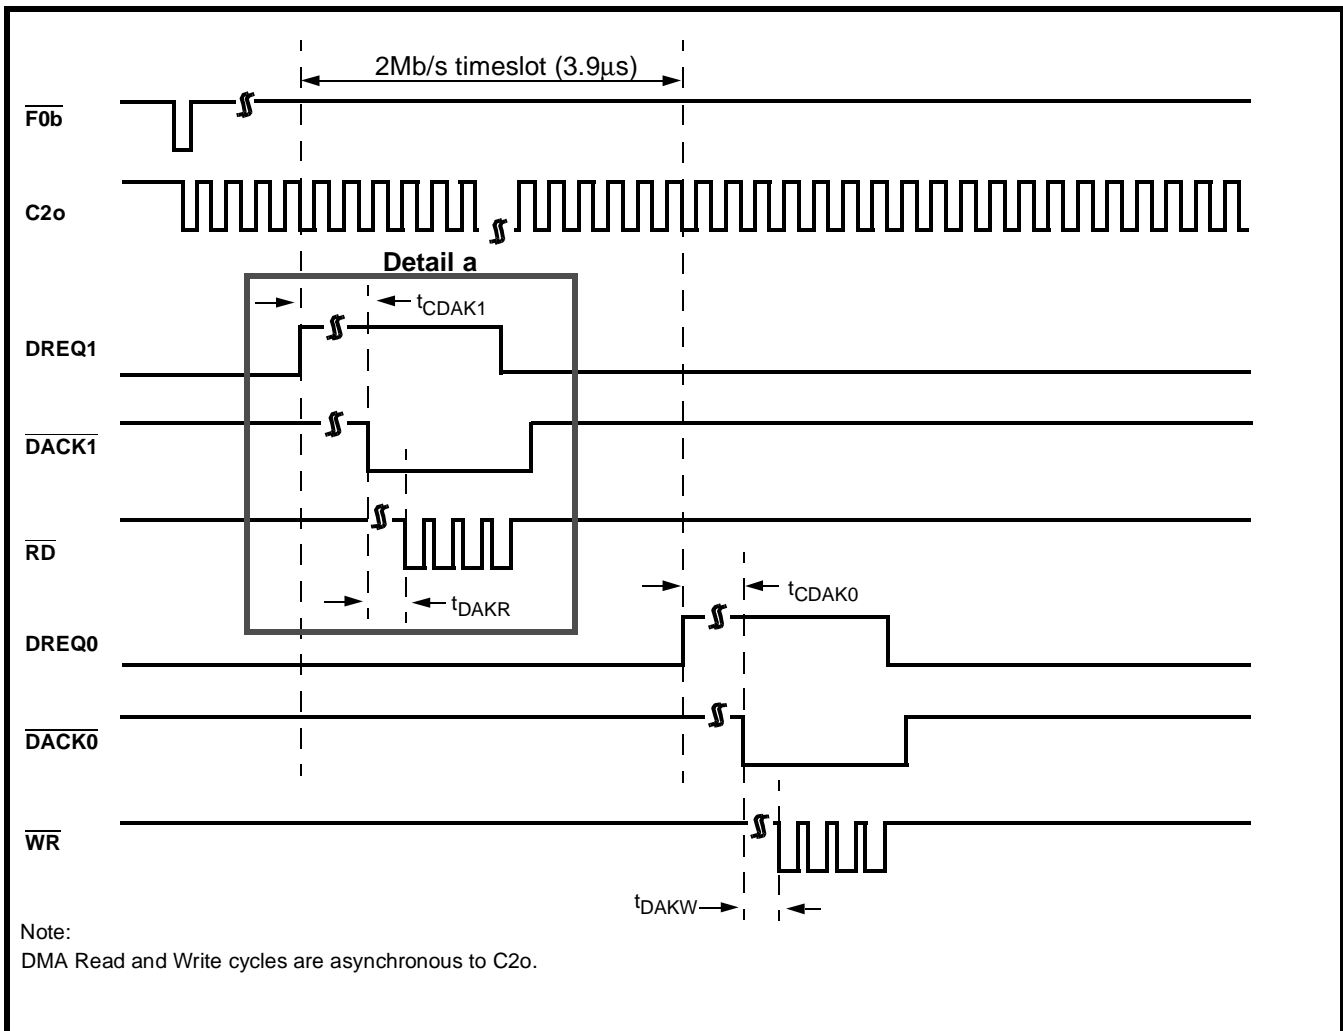 2Mb/s timeslot (3.9μs)
F0b
C2o
Detail a
tCDAK1
DREQ1
DACK1
RD
tDAKR
tCDAK0
DREQ0
DACK0
WR
tDAKW
Note:
DMA Read and Write cycles are asynchronous to C2o.